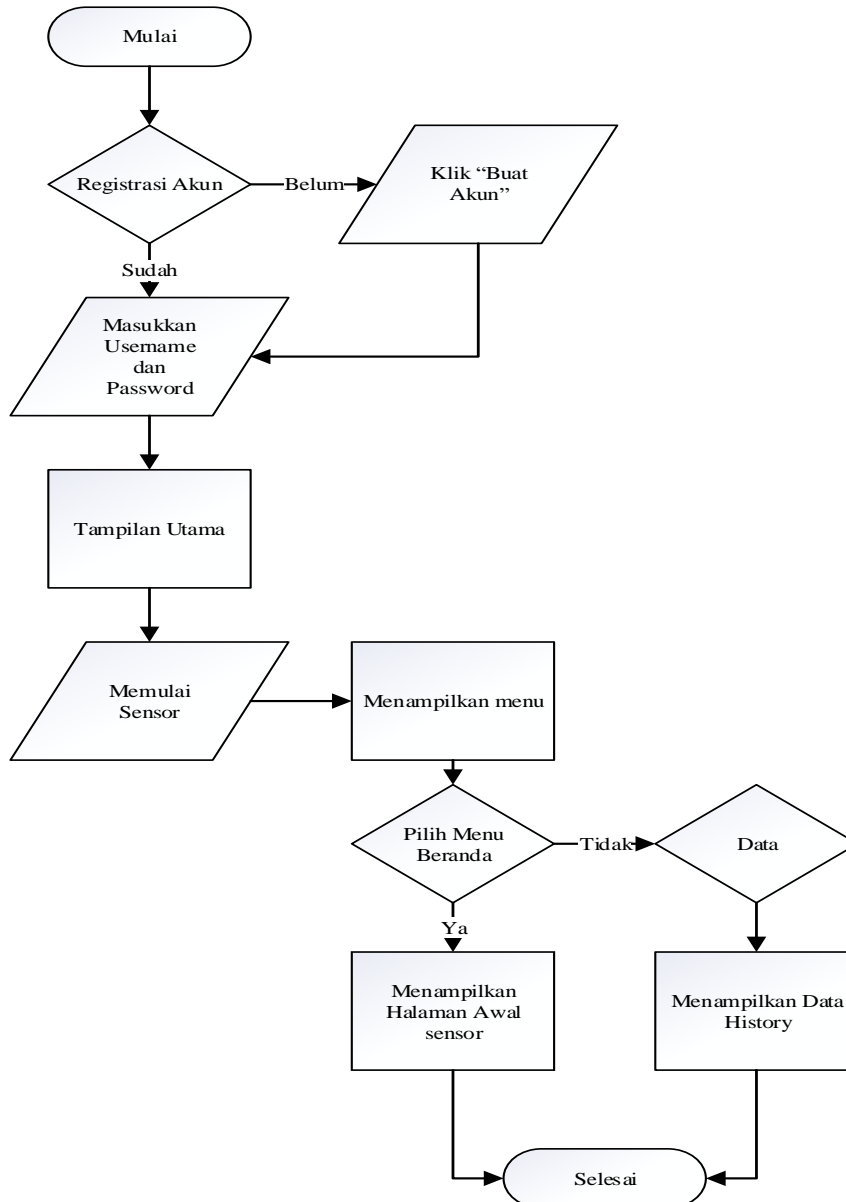 Mulai
Registrasi Akun
Belum
Klik “Buat
Akun”
Sudah
Masukkan
Username
dan
Password
Tampilan Utama
Memulai
Sensor
Menampilkan menu
Pilih Menu
Beranda
Tidak
Data
Ya
Menampilkan
Halaman Awal
sensor
Menampilkan Data
History
Selesai